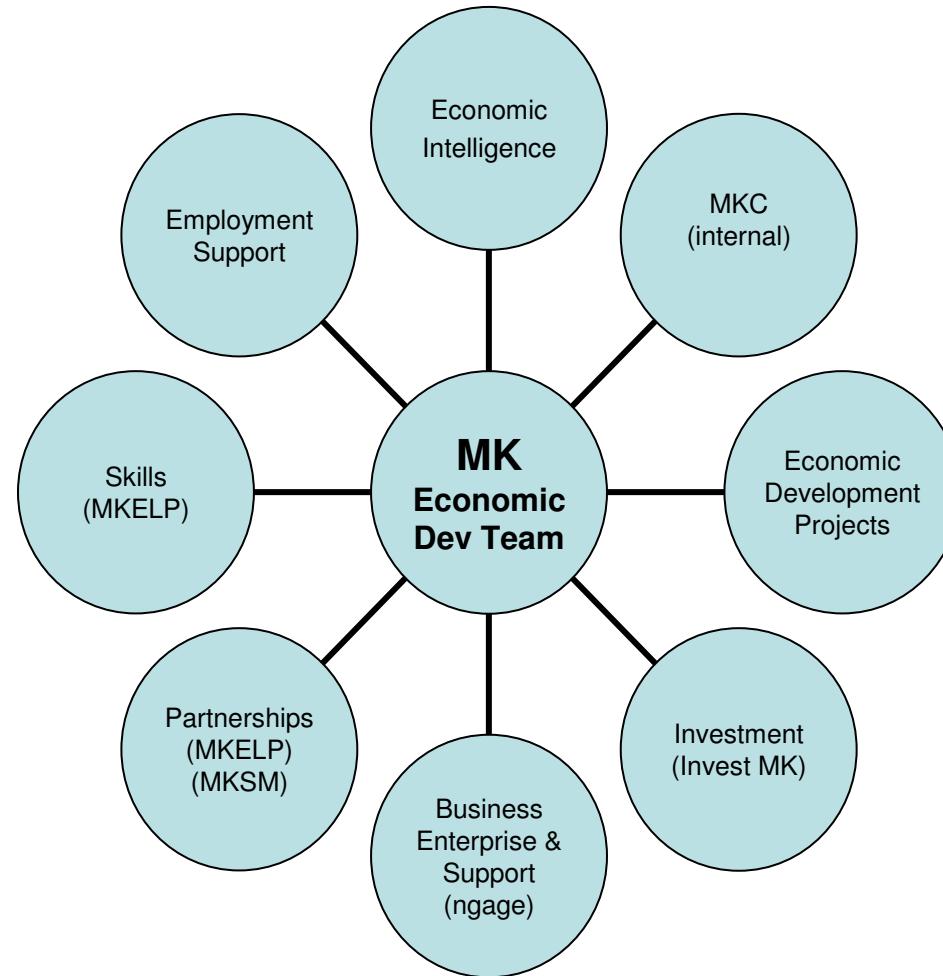 Economic
Intelligence
MKC
(internal)
Employment
Support
Economic
Development
Projects
Skills
(MKELP)
MK
Economic
Dev Team
Investment
(Invest MK)
Partnerships
(MKELP)
(MKSM)
Business
Enterprise &
Support
(ngage)